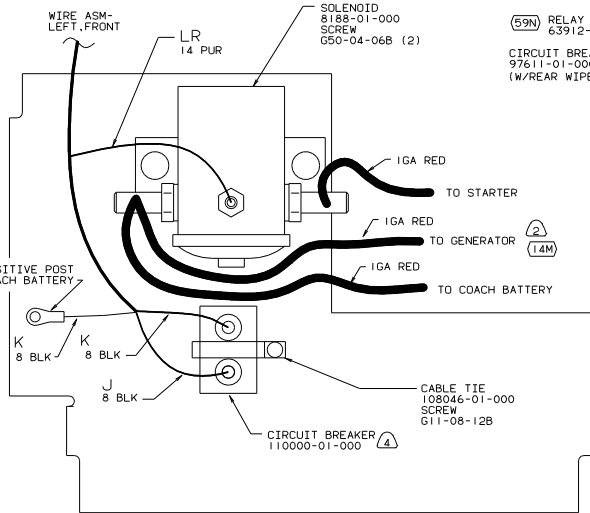 WIRE ASM-
LEFT,FRONT
LR
14 PUR
SOLENOID
8188-01-000
SCREW
G50-04-06B (2)
59N RELAY
63912-
CIRCUIT BREA
97611-01-000
(W/REAR WIPE
1GA RED
TO STARTER
1GA RED
TO GENERATOR
2
14M
1GA RED
TO COACH BATTERY
SITIVE POST
ACH BATTERY
K
8 BLK
K
8 BLK
J
8 BLK
CABLE TIE
108046-01-000
SCREW
G11-08-12B
CIRCUIT BREAKER
110000-01-000
4